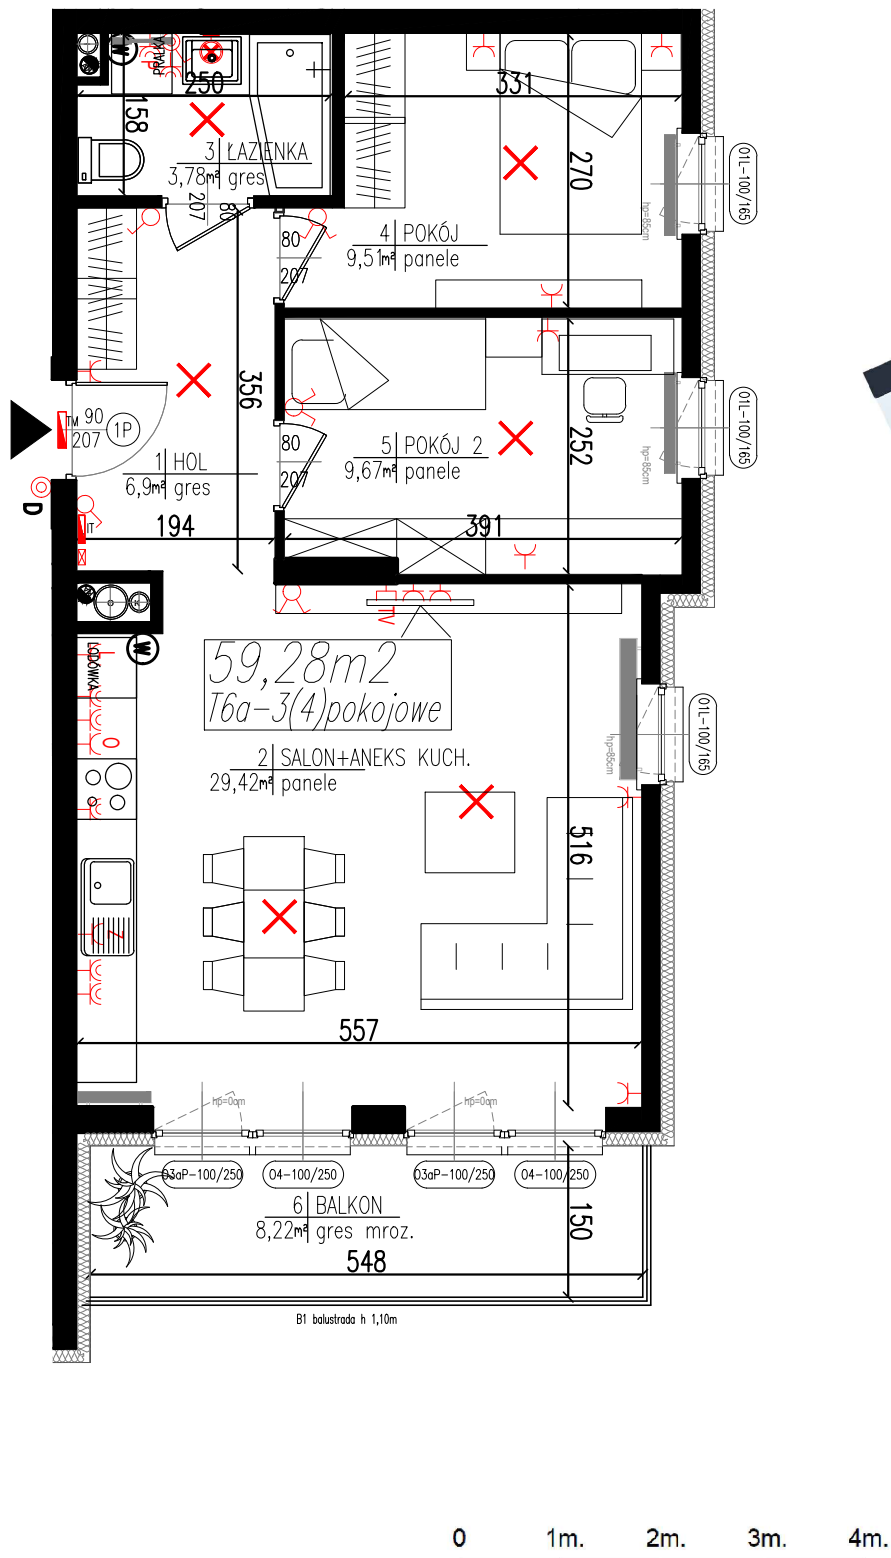 W
PRALKA
250
331
158
3 ŁAZIENKA
3,78m² gres
270
01L-100/165
hp=85cm
207
80
80
207
4 POKÓJ
9,51m² panele
356
TM 90
207
1P
80
207
5 POKÓJ 2
9,67m² panele
252
01L-100/165
hp=85cm
1 HOL
6,9m² gres
D
IT
194
391
TV
W
LODÓWKA
59,28m2
T6a-3(4)pokojowe
01L-100/165
hp=85cm
O
2 SALON+ANEKS KUCH.
29,42m² panele
516
Z
557
hp=0cm
hp=0cm
03aP-100/250
04-100/250
03aP-100/250
04-100/250
6 BALKON
8,22m² gres mroz.
150
548
B1 balustrada h 1,10m
0 1m. 2m. 3m. 4m.